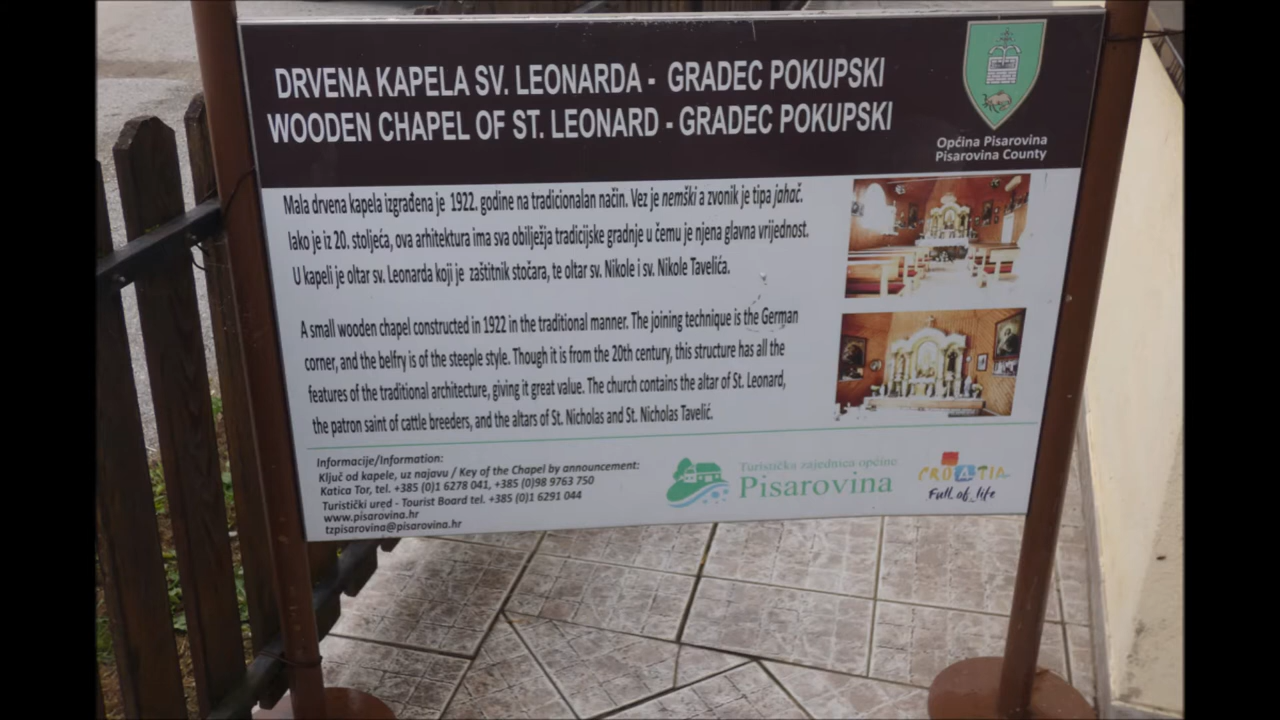 DRVENA KAPELA SV. LEONARDA - GRADEC POKUPSKI
WOODEN CHAPEL OF ST. LEONARD - GRADEC POKUPSKI
Općina Pisarovina
Pisarovina County
Mala drvena kapela izgrađena je 1922. godine na tradicionalan način. Vez je nemški a zvonik je tipa jahač.
Iako je iz 20. stoljeća, ova arhitektura ima sva obilježja tradicijske gradnje u čemu je njena glavna vrijednost.
U kapeli je oltar sv. Leonarda koji je zaštitnik stočara, te oltar sv. Nikole i sv. Nikole Tavelića.
A small wooden chapel constructed in 1922 in the traditional manner. The joining technique is the German
corner, and the belfry is of the steeple style. Though it is from the 20th century, this structure has all the
features of the traditional architecture, giving it great value. The church contains the altar of St. Leonard,
the patron saint of cattle breeders, and the altars of St. Nicholas and St. Nicholas Tavelić.
Informacije/Information:
Ključ od kapele, uz najavu / Key of the Chapel by announcement:
Katica Tor, tel. +385 (0)1 6278 041, +385 (0)98 9763 750
Turistički ured - Tourist Board tel. +385 (0)1 6291 044
www.pisarovina.hr
tzpisarovina@pisarovina.hr
Turistička zajednica općine
Pisarovina
CROATIA
Full of life